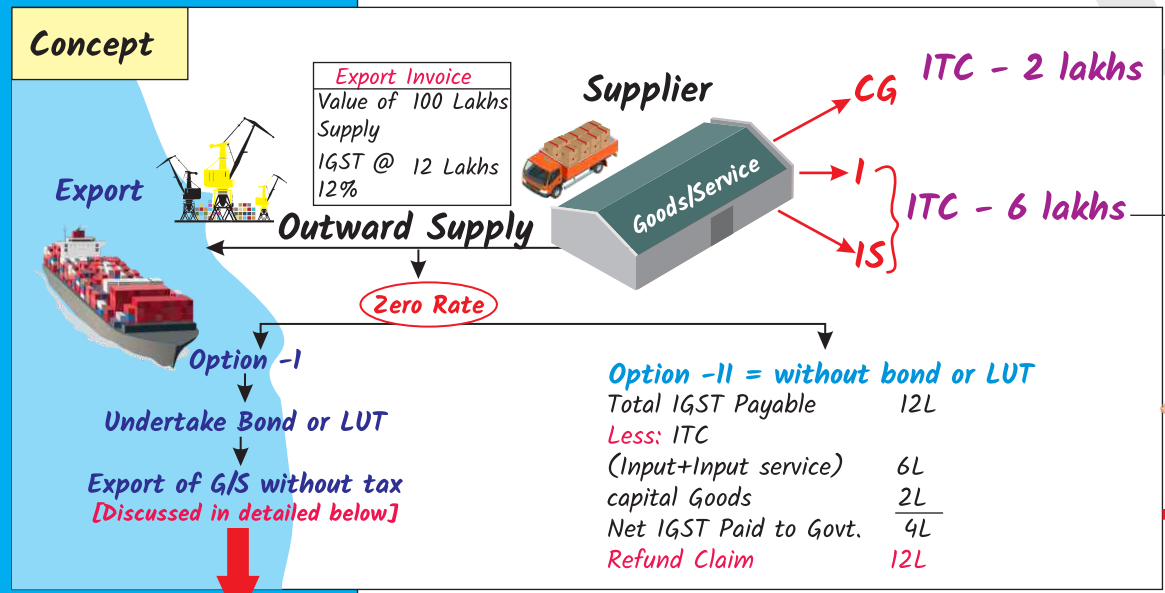 Concept
Export Invoice
Value of 100 Lakhs
Supply
IGST @ 12 Lakhs
12%
Supplier
Goods/Service
CG
ITC - 2 lakhs
I
ITC - 6 lakhs
IS
Export
Outward Supply
Zero Rate
Option -I
Undertake Bond or LUT
Export of G/S without tax
[Discussed in detailed below]
Option -II = without bond or LUT
Total IGST Payable 12L
Less: ITC
(Input+Input service) 6L
capital Goods 2L
Net IGST Paid to Govt. 4L
Refund Claim 12L